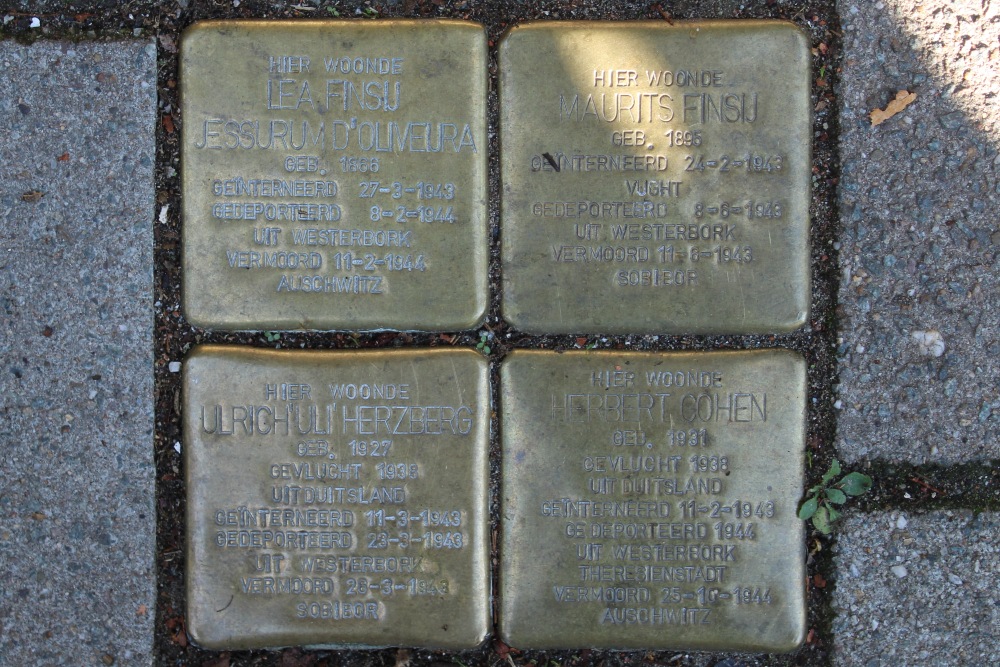 HIER WOONDE
LEA FINSIJ
JESSURUM D'OLIVEURA
GEB. 1866
GEÏNTERNEERD 27-3-1943
GEDEPORTEERD 8-2-1944
UIT WESTERBORK
VERMOORD 11-2-1944
AUSCHWITZ
HIER WOONDE
MAURITS FINSIJ
GEB. 1895
GEÏNTERNEERD 24-2-1943
VUGHT
GEDEPORTEERD 8-6-1943
UIT WESTERBORK
VERMOORD 11-6-1943
SOBIBOR
HIER WOONDE
ULRICH 'ULI' HERZBERG
GEB. 1927
GEVLUCHT 1939
UIT DUITSLAND
GEÏNTERNEERD 11-3-1943
GEDEPORTEERD 23-3-1943
UIT WESTERBORK
VERMOORD 26-3-1943
SOBIBOR
HIER WOONDE
HERBERT COHEN
GEB. 1931
GEVLUCHT 1938
UIT DUITSLAND
GEÏNTERNEERD 11-2-1943
GEDEPORTEERD 1944
UIT WESTERBORK
THERESIENSTADT
VERMOORD 25-10-1944
AUSCHWITZ